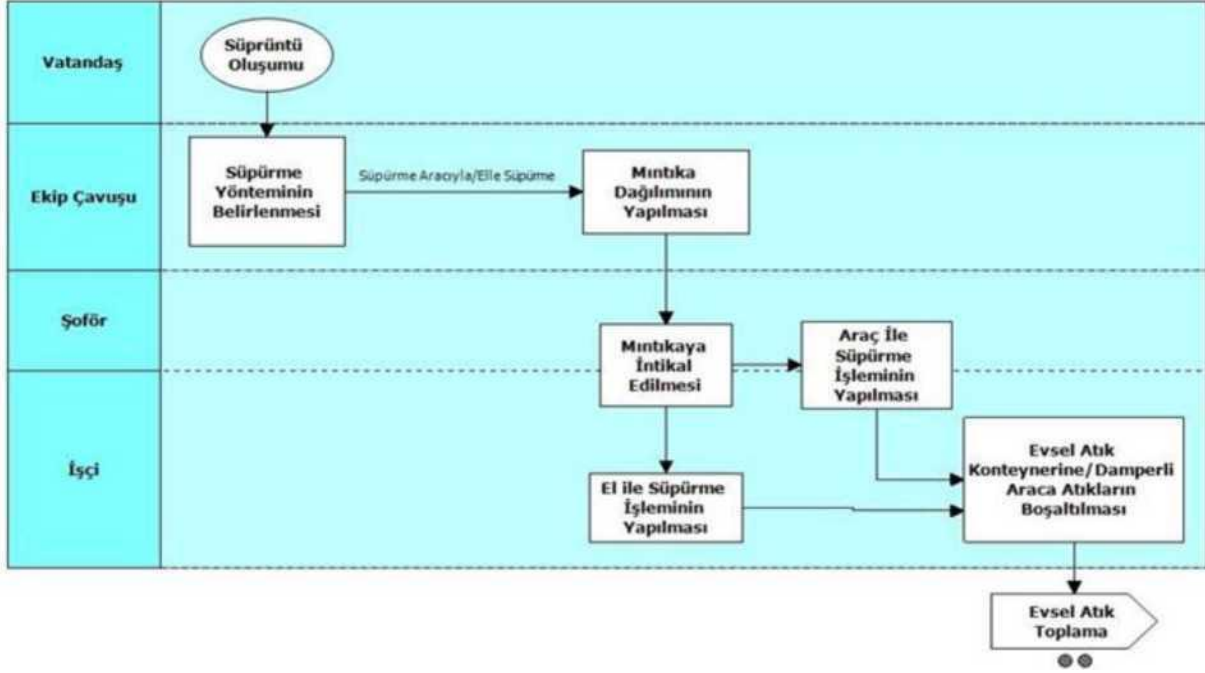 Vatandaş
Süprüntü
Oluşumu
Ekip Çavuşu
Süpürme
Yönteminin
Belirlenmesi
Süpürme Aracıyla/Elle Süpürme
Mıntıka
Dağılımının
Yapılması
Şoför
Mıntıkaya
İntikal
Edilmesi
Araç İle
Süpürme
İşleminin
Yapılması
İşçi
El ile Süpürme
İşleminin
Yapılması
Evsel Atık
Konteynerine/Damperli
Araca Atıkların
Boşaltılması
Evsel Atık
Toplama